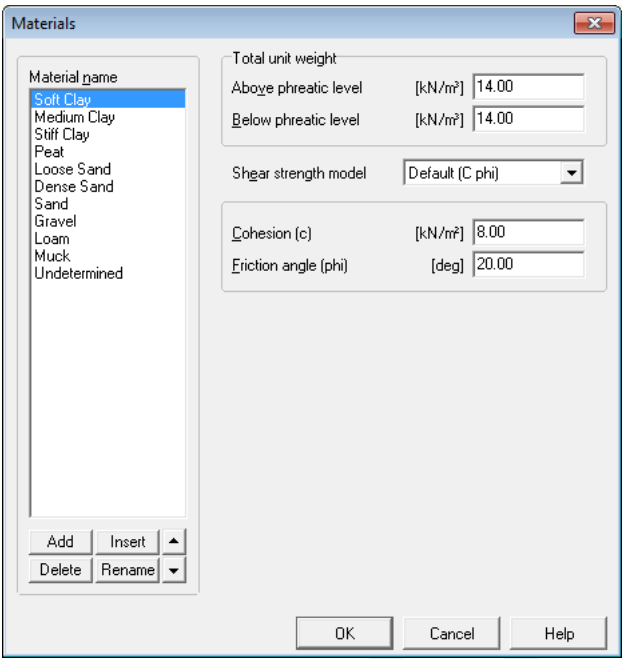 Materials
Total unit weight
Material name
Above phreatic level [kN/m³] 14.00
Below phreatic level [kN/m³] 14.00
Shear strength model Default (C phi)
Cohesion (c) [kN/m²] 8.00
Friction angle (phi) [deg] 20.00
Soft Clay
Medium Clay
Stiff Clay
Peat
Loose Sand
Dense Sand
Sand
Gravel
Loam
Muck
Undetermined
Add Insert
Delete Rename
OK Cancel Help